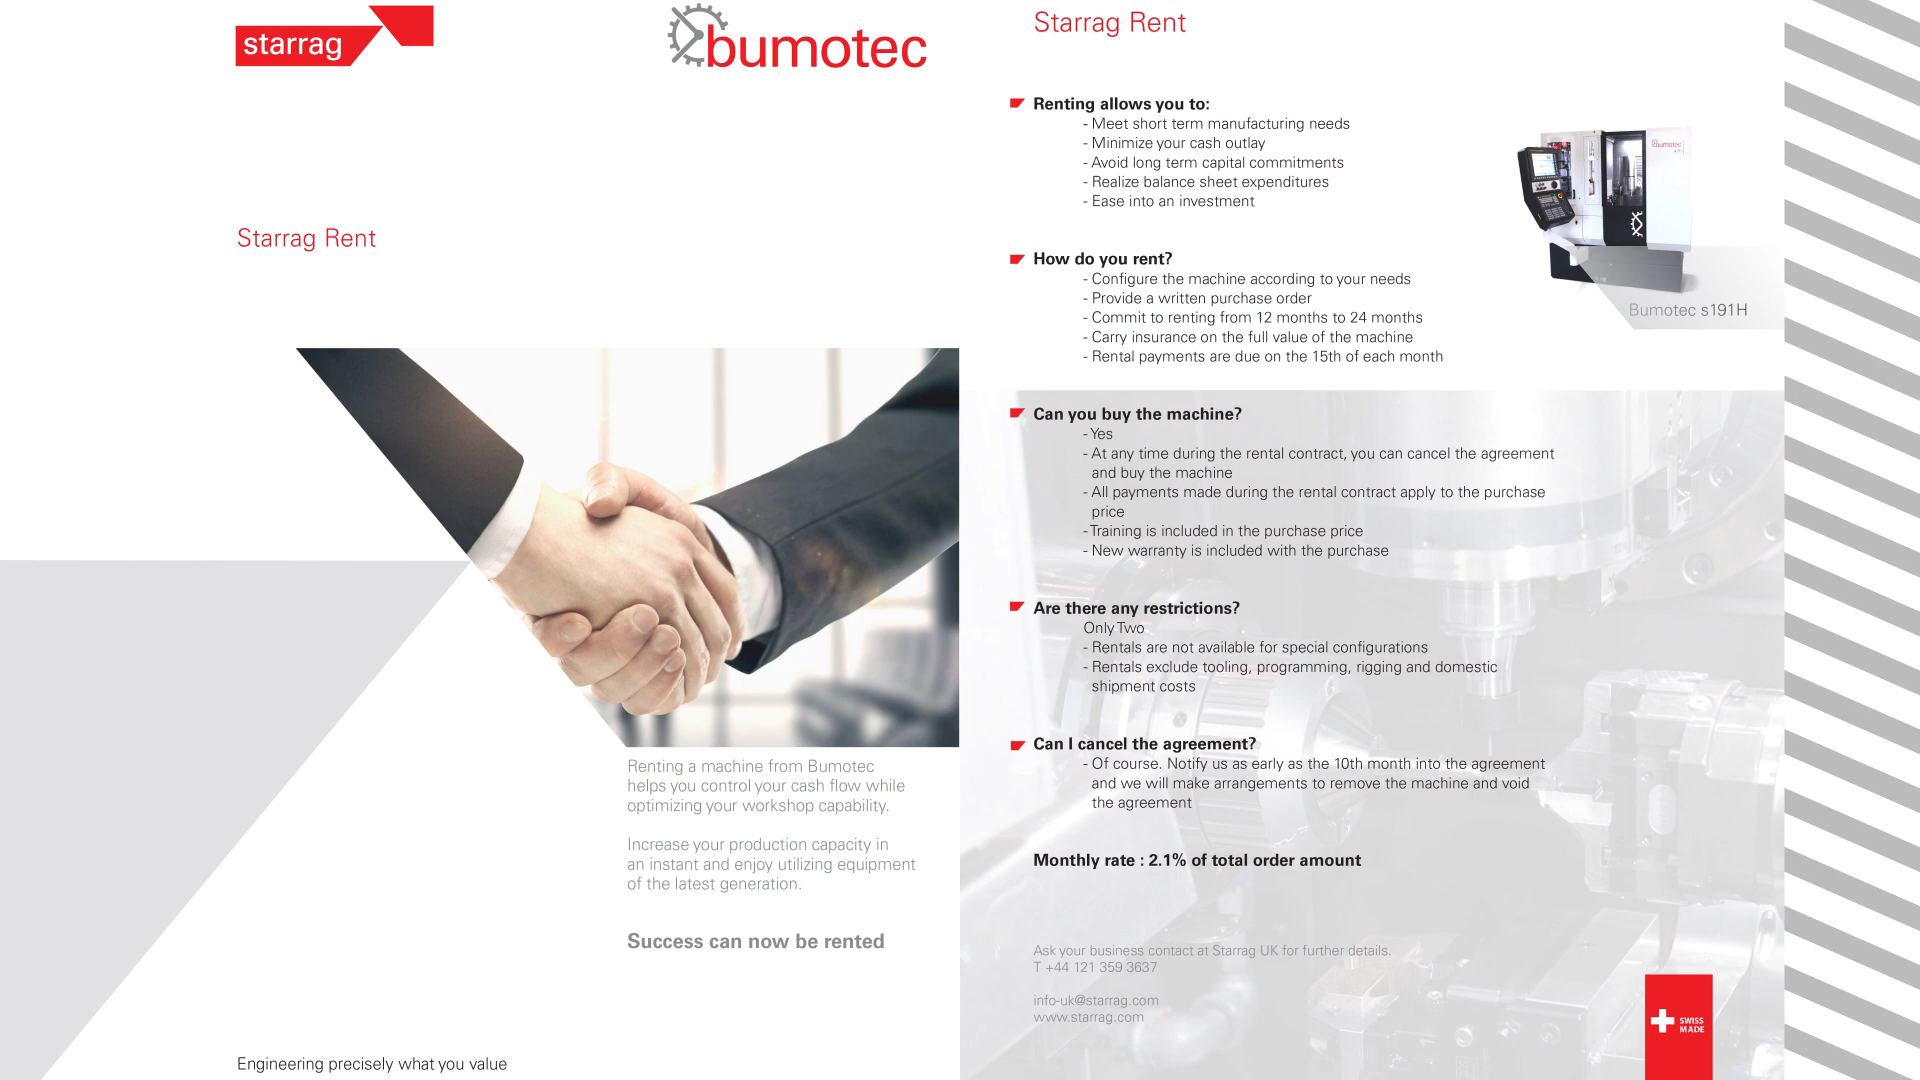 starrag
bumotec
Starrag Rent
Renting a machine from Bumotec
helps you control your cash flow while
optimizing your workshop capability.
Increase your production capacity in
an instant and enjoy utilizing equipment
of the latest generation.
Success can now be rented
Engineering precisely what you value
Starrag Rent
Renting allows you to:
- Meet short term manufacturing needs
- Minimize your cash outlay
- Avoid long term capital commitments
- Realize balance sheet expenditures
- Ease into an investment
bumotec
Bumotec s191H
How do you rent?
- Configure the machine according to your needs
- Provide a written purchase order
- Commit to renting from 12 months to 24 months
- Carry insurance on the full value of the machine
- Rental payments are due on the 15th of each month
Can you buy the machine?
- Yes
- At any time during the rental contract, you can cancel the agreement
and buy the machine
- All payments made during the rental contract apply to the purchase
price
- Training is included in the purchase price
- New warranty is included with the purchase
Are there any restrictions?
Only Two
- Rentals are not available for special configurations
- Rentals exclude tooling, programming, rigging and domestic
shipment costs
Can I cancel the agreement?
- Of course. Notify us as early as the 10th month into the agreement
and we will make arrangements to remove the machine and void
the agreement
Monthly rate : 2.1% of total order amount
Ask your business contact at Starrag UK for further details.
T +44 121 359 3637
info-uk@starrag.com
www.starrag.com
SWISS
MADE